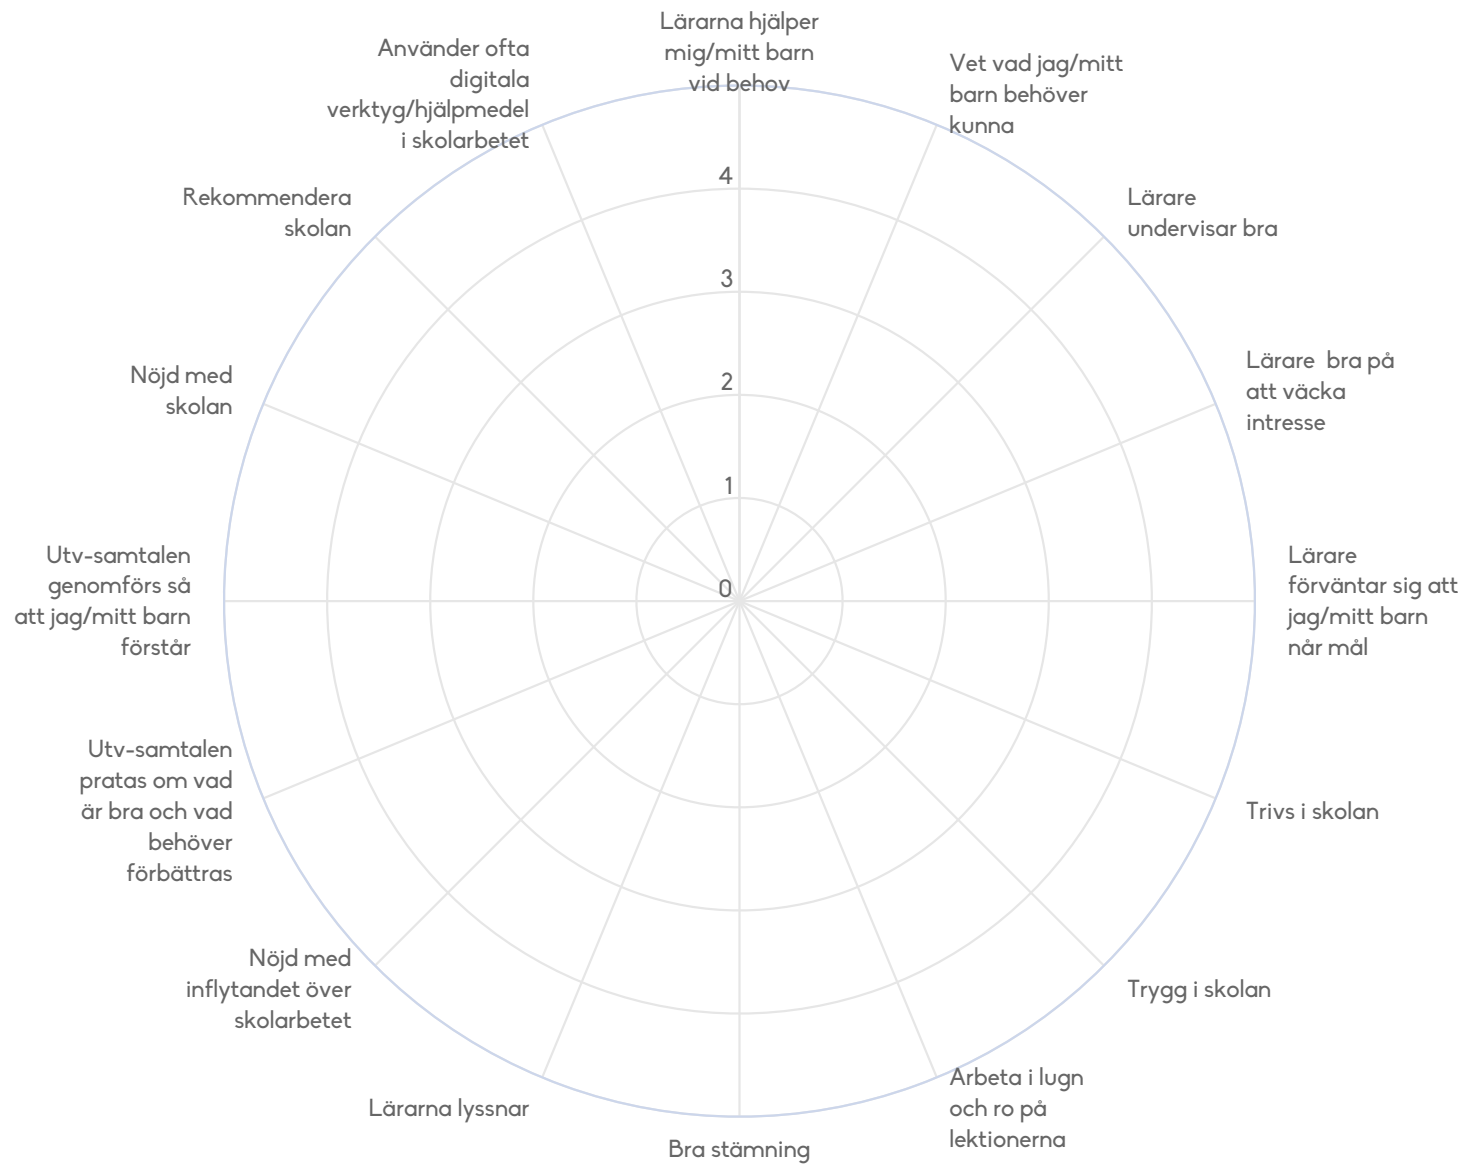 Lärarna hjälper
mig/mitt barn
vid behov
Vet vad jag/mitt
barn behöver
kunna
Lärare
undervisar bra
Lärare  bra på
att väcka
intresse
Lärare
förväntar sig att
jag/mitt barn
når mål
Trivs i skolan
Trygg i skolan
Arbeta i lugn
och ro på
lektionerna
Bra stämning
Lärarna lyssnar
Nöjd med
inflytandet över
skolarbetet
Utv-samtalen
pratas om vad
är bra och vad
behöver
förbättras
Utv-samtalen
genomförs så
att jag/mitt barn
förstår
Nöjd med
skolan
Rekommendera
skolan
Använder ofta
digitala
verktyg/hjälpmedel
i skolarbetet
4
3
2
1
0